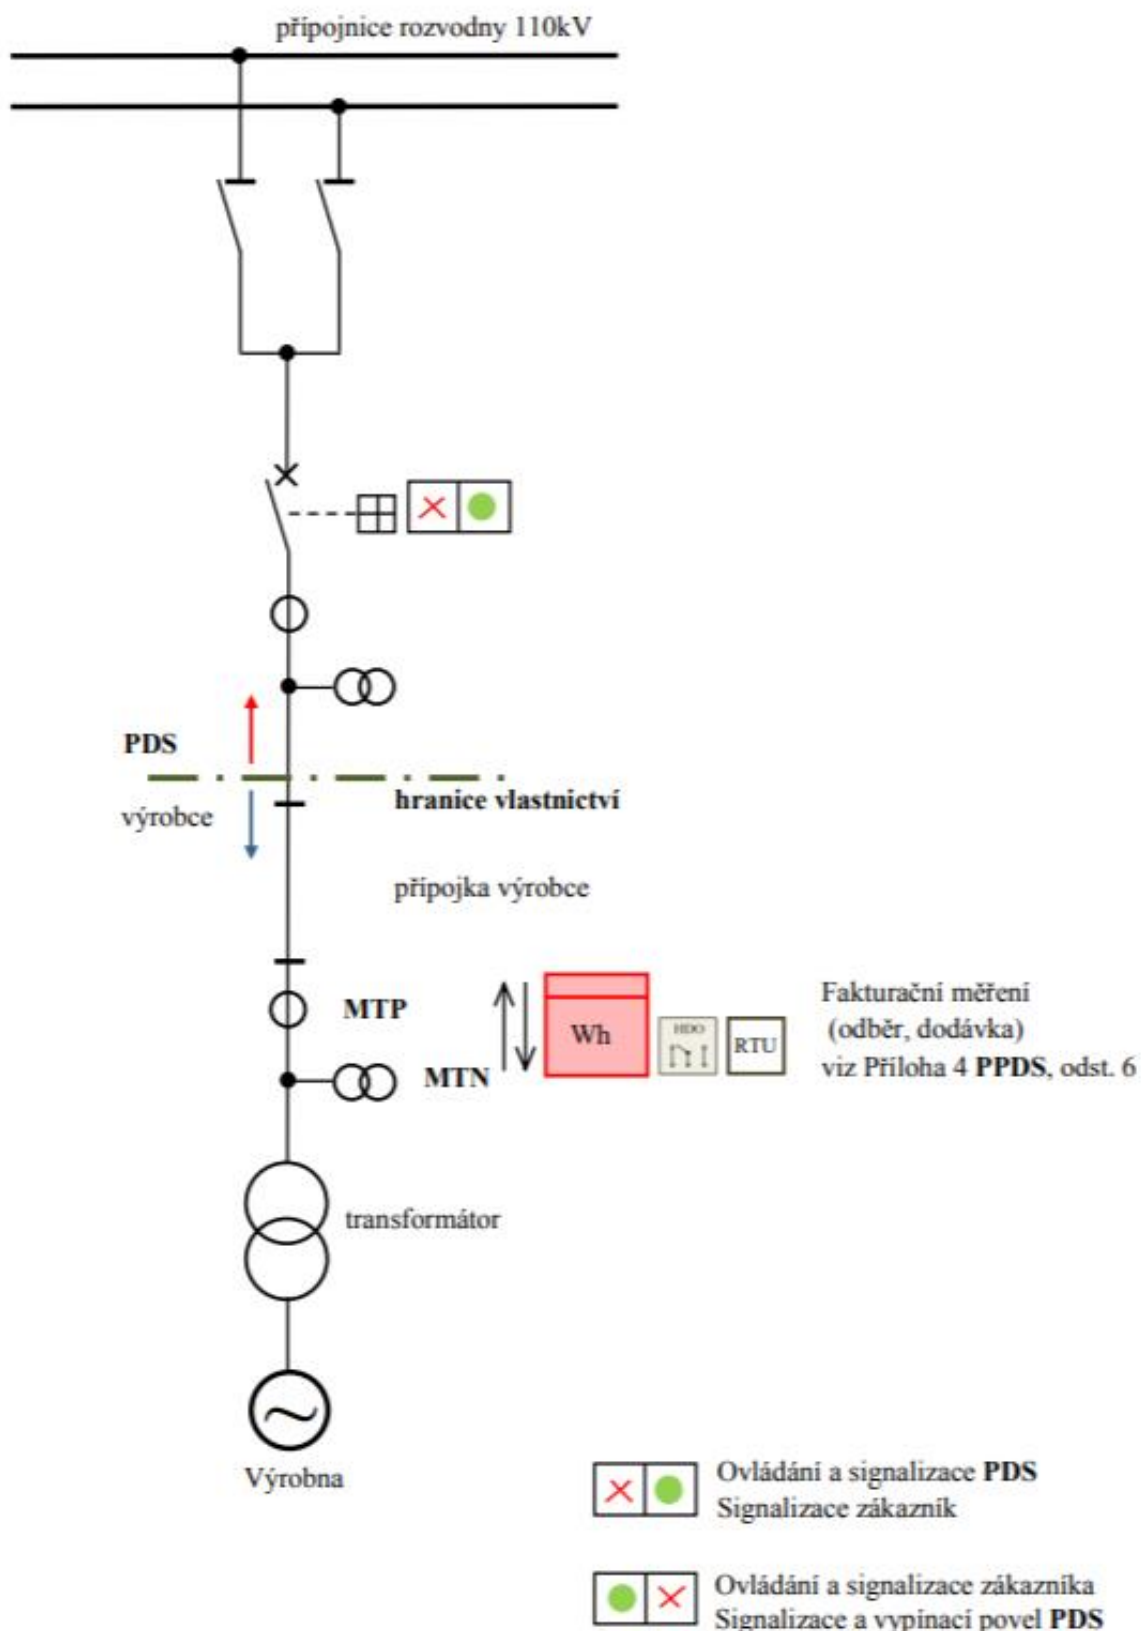 přípojnice rozvodny 110kV
PDS
výrobce
hranice vlastnictví
přípojka výrobce
MTP
MTN
Wh
HDO
RTU
Fakturační měření
(odběr, dodávka)
viz Příloha 4 PPDS, odst. 6
transformátor
Výrobna
Ovládání a signalizace PDS
Signalizace zákazník
Ovládání a signalizace zákazníka
Signalizace a vypínací povel PDS